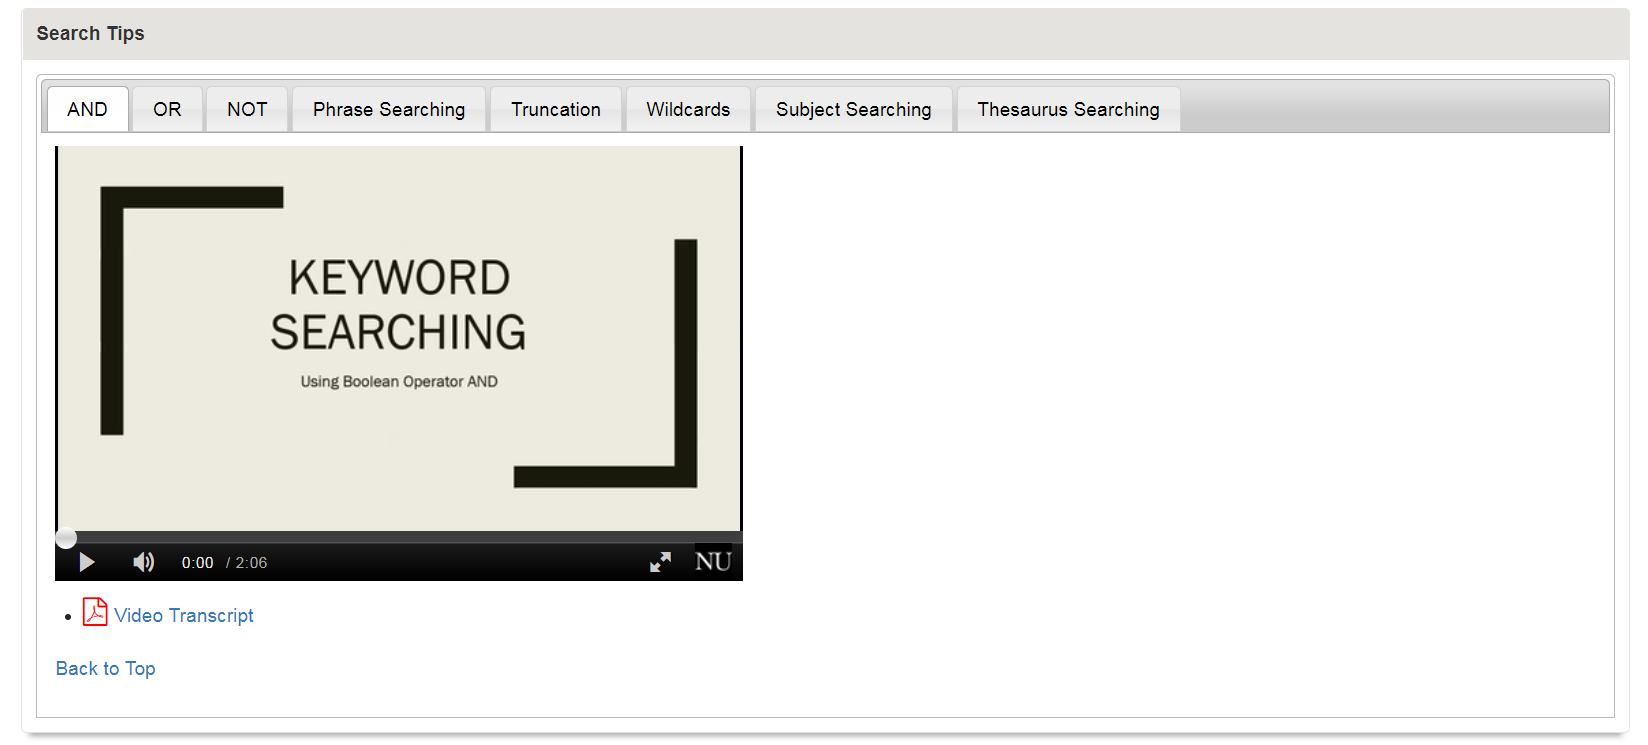 Search Tips
AND OR NOT Phrase Searching Truncation Wildcards Subject Searching Thesaurus Searching
KEYWORD
SEARCHING
Using Boolean Operator AND
0:00 / 2:06 NU
Video Transcript
Back to Top